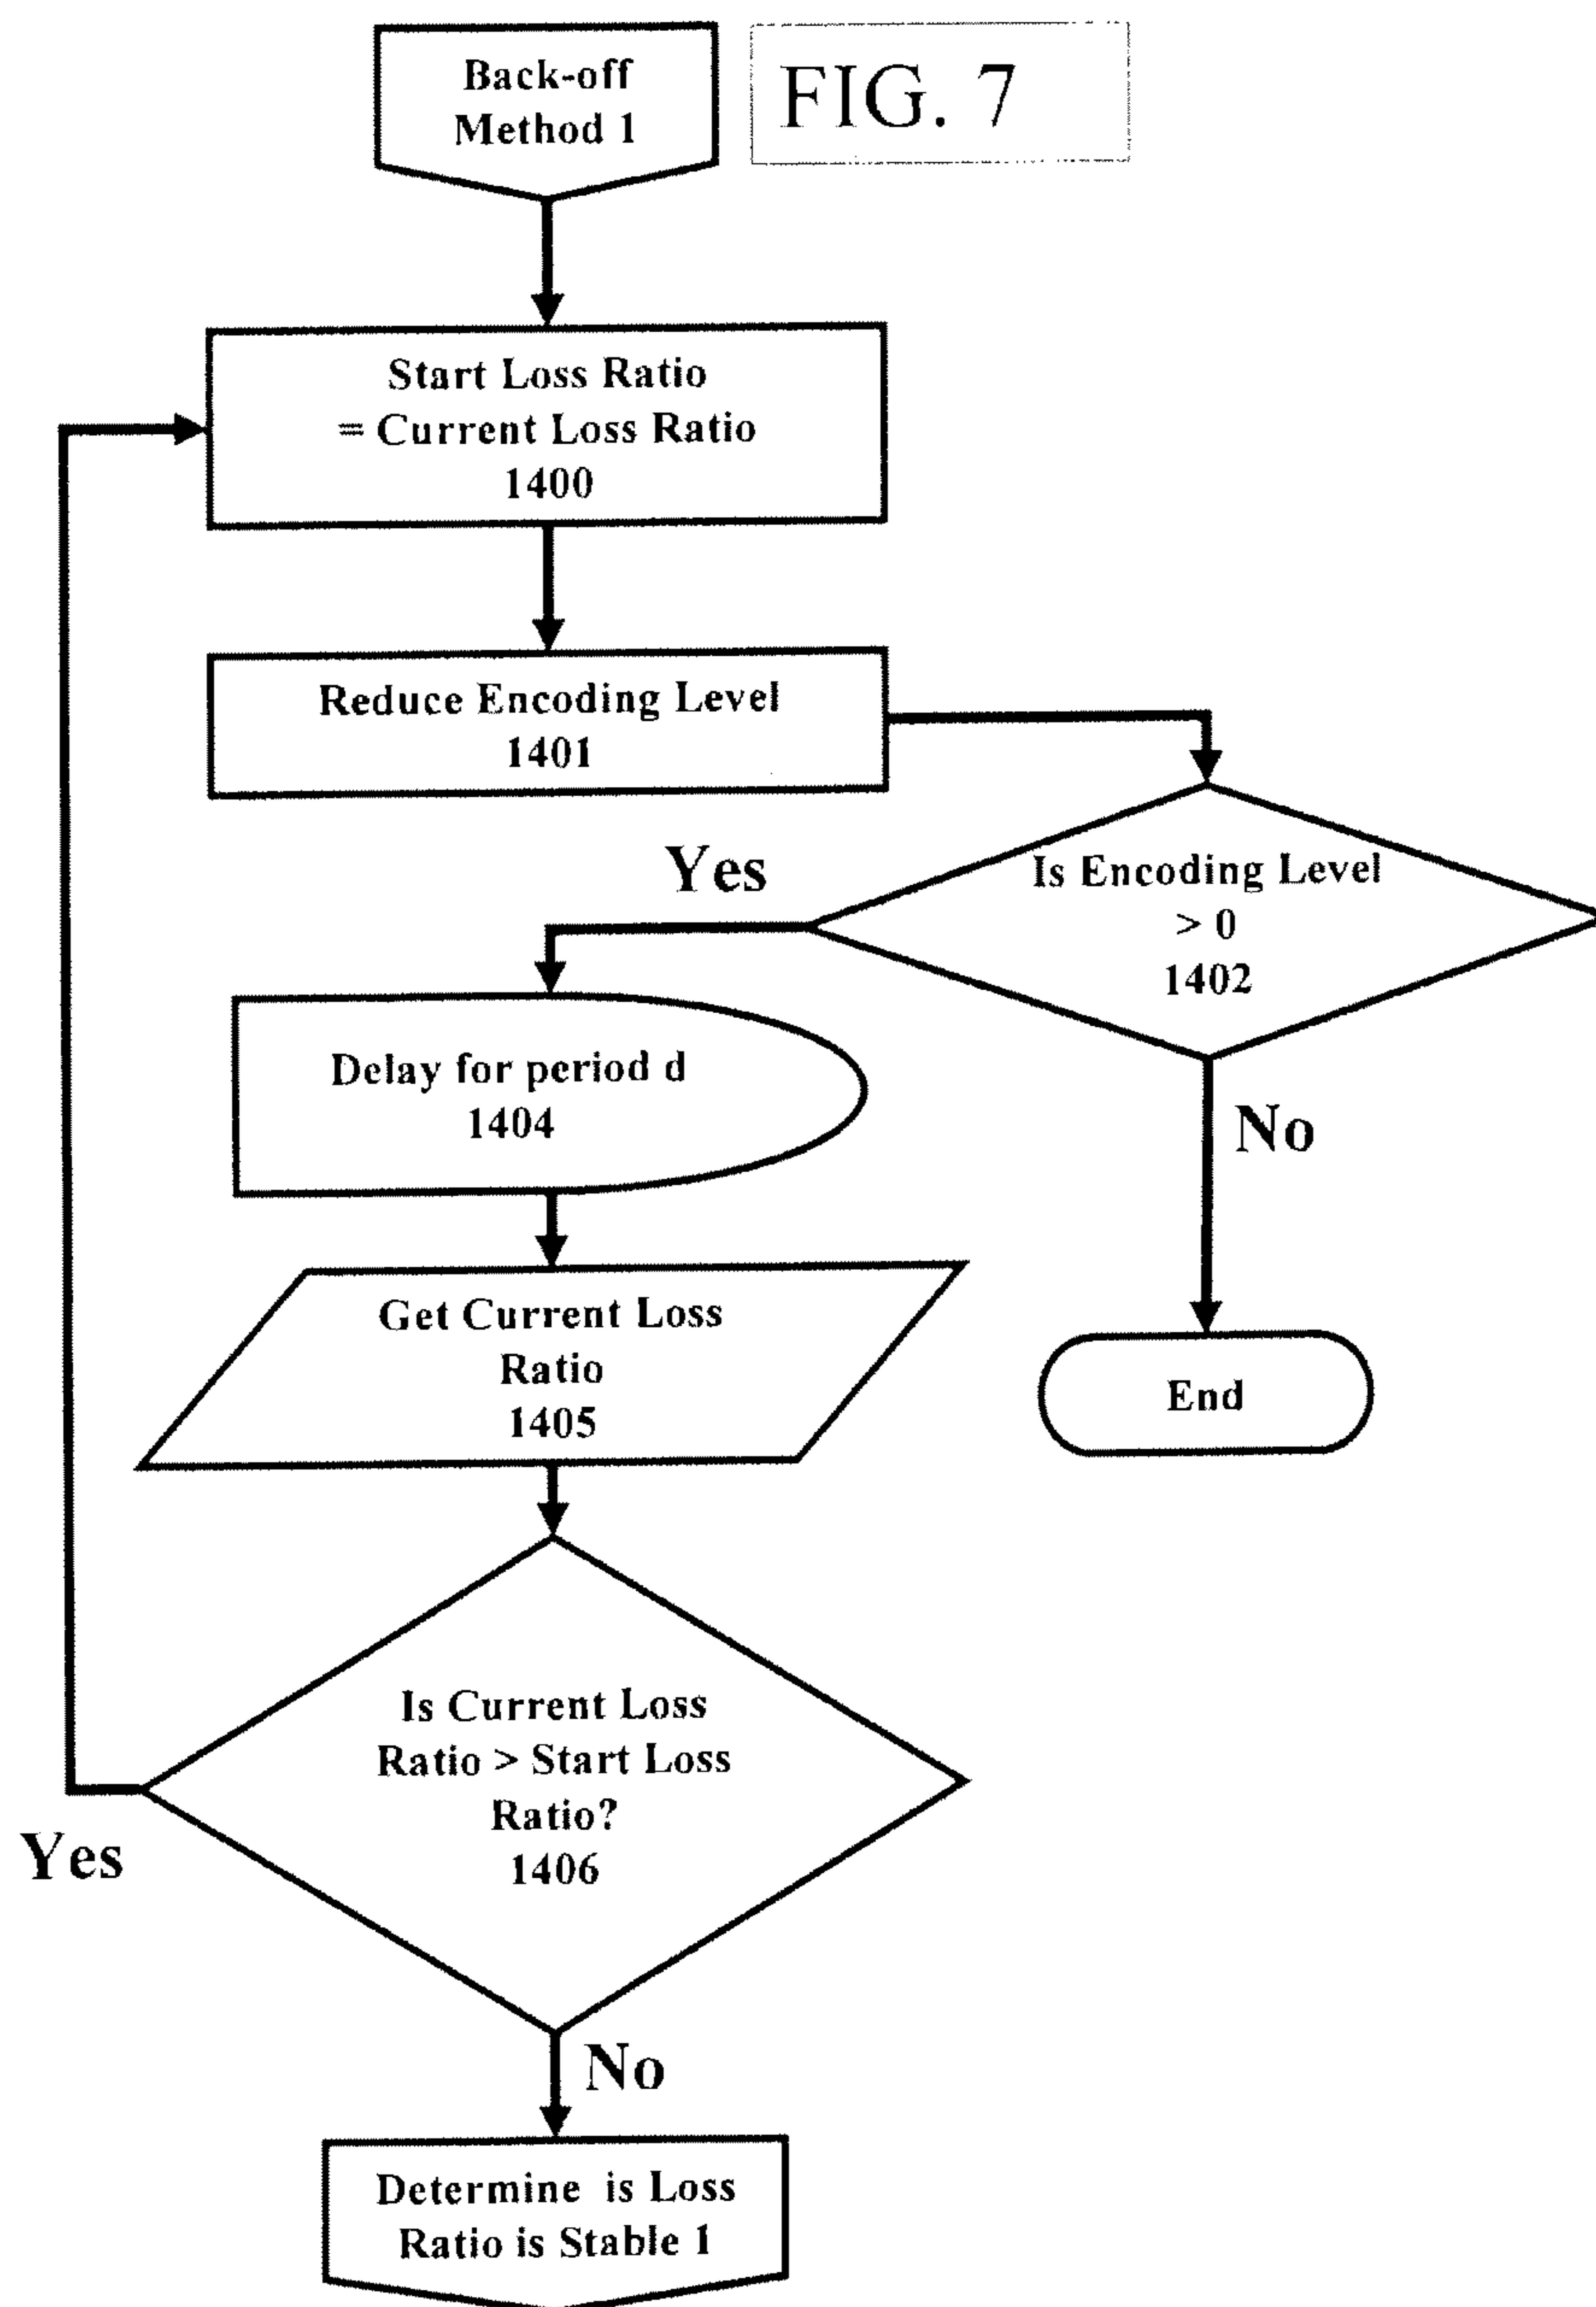 Back-off
Method 1
FIG. 7
Start Loss Ratio
= Current Loss Ratio
1400
Reduce Encoding Level
1401
Is Encoding Level
> 0
1402
Yes
No
Delay for period d
1404
Get Current Loss
Ratio
1405
End
Is Current Loss
Ratio > Start Loss
Ratio?
1406
Yes
No
Determine is Loss
Ratio is Stable 1